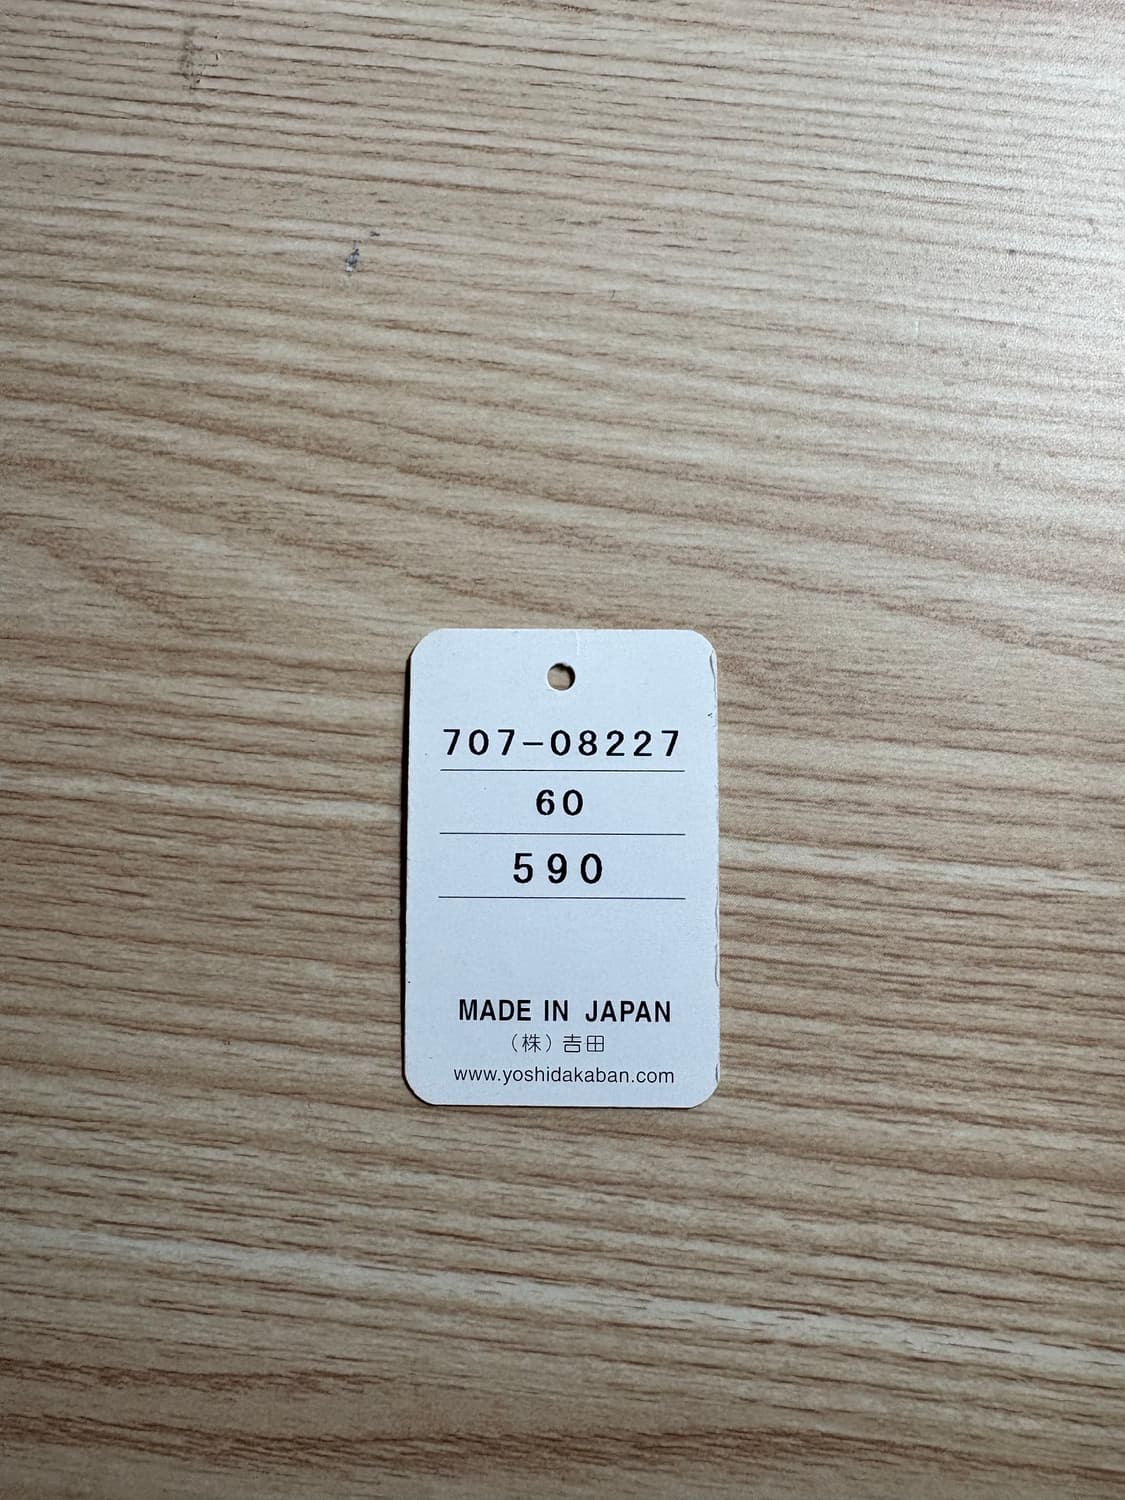 707-08227
60
590
MADE IN JAPAN
(株)吉田
www.yoshidakaban.com